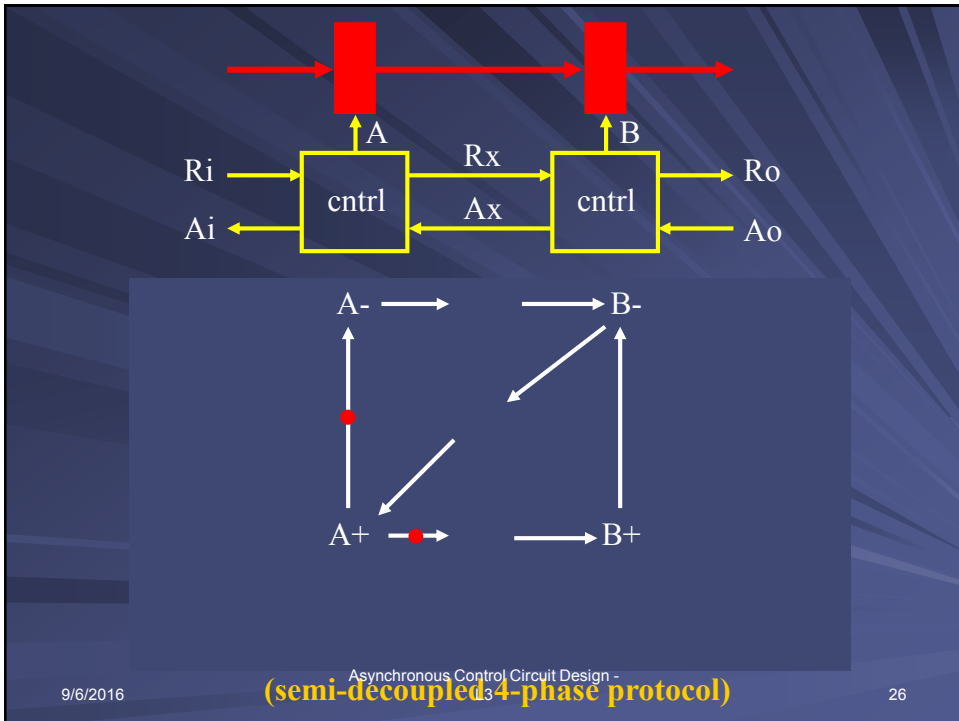 A B
Ri Rx Ro
cntrl cntrl
Ai Ax Ao
A- B-
A+ B+
Asynchronous Control Circuit Design -
L3
(semi-decoupled 4-phase protocol)
9/6/2016 26